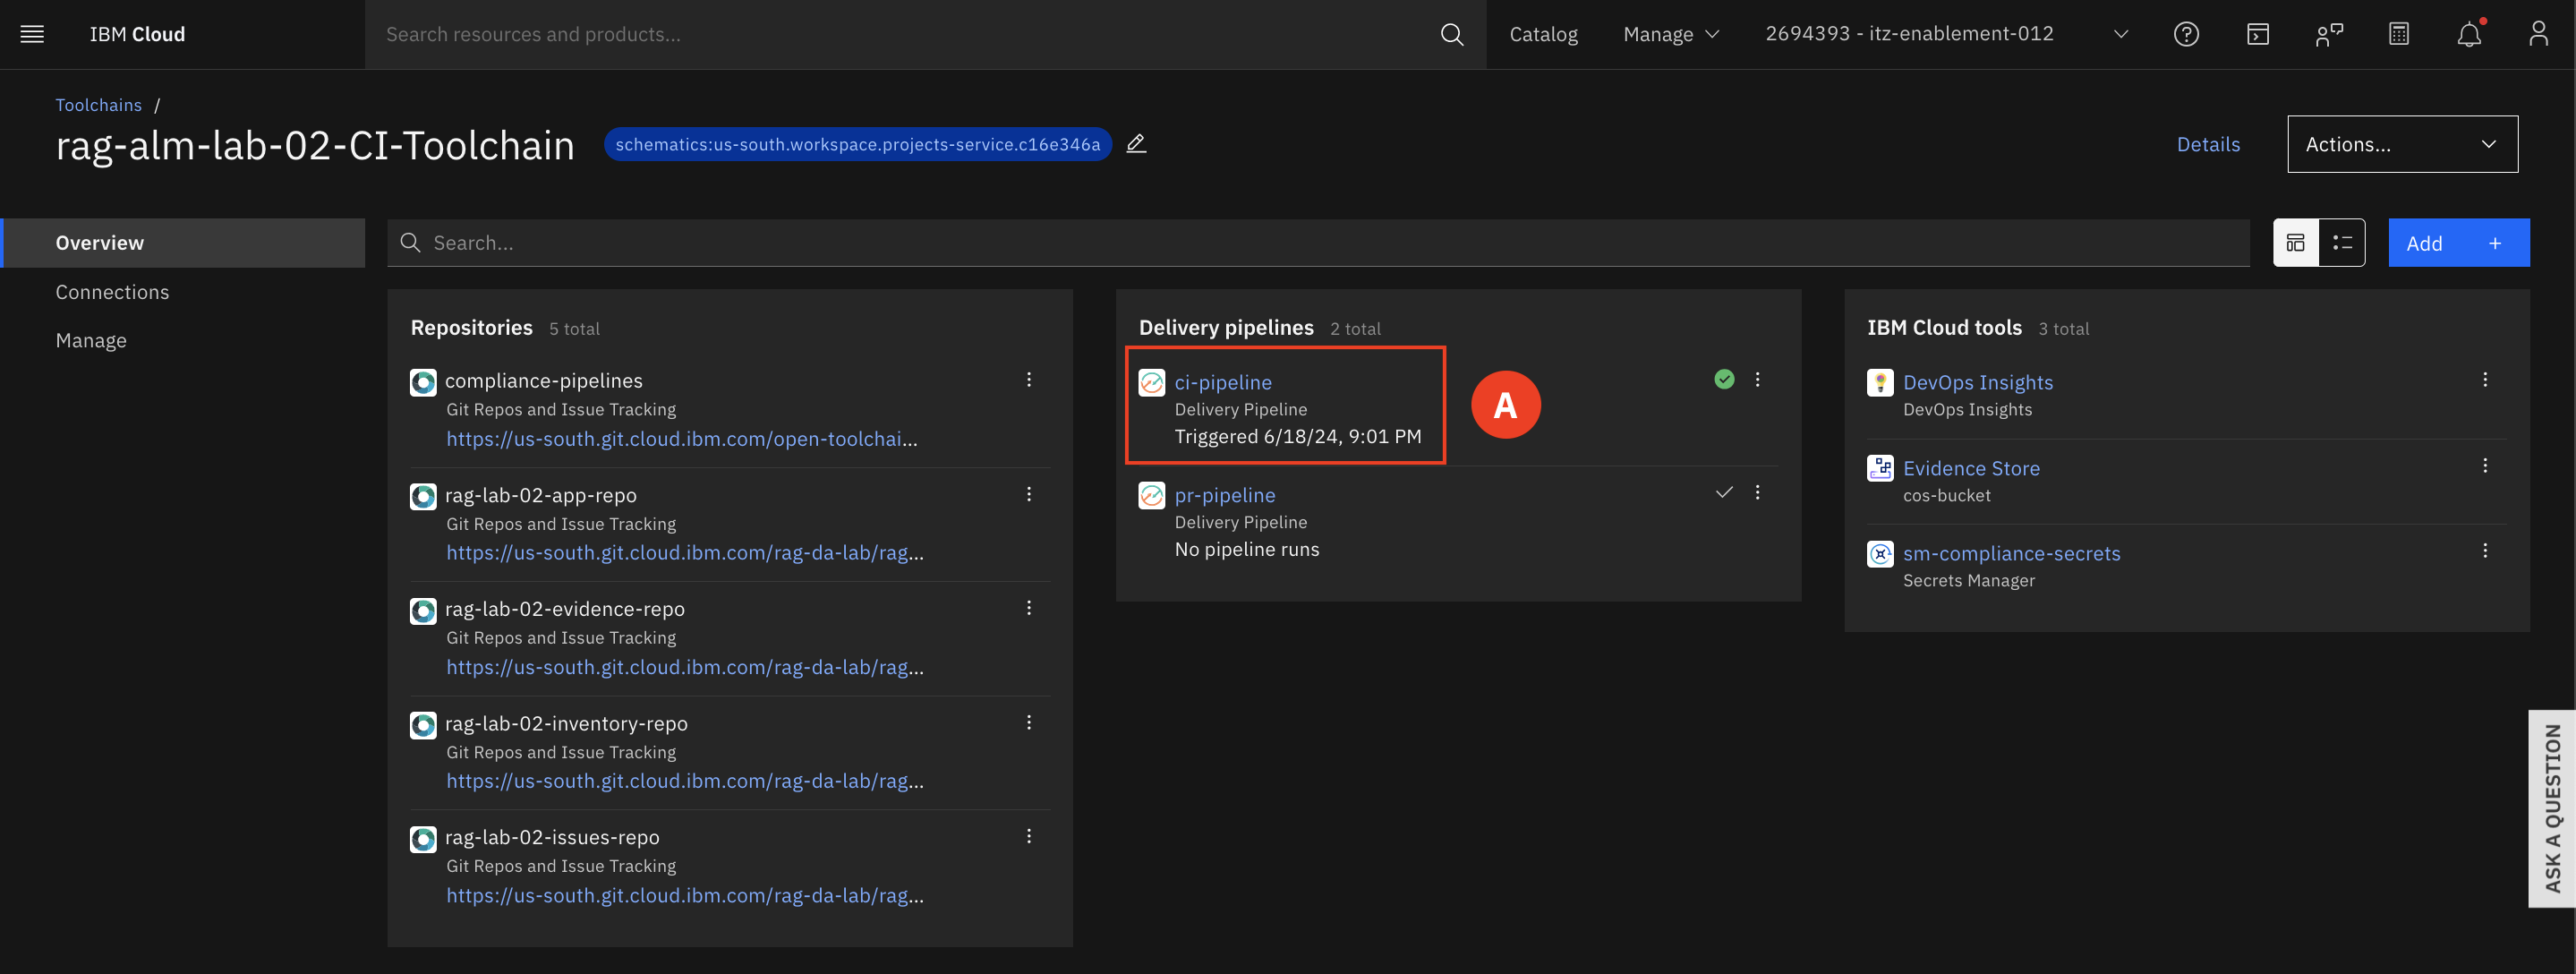 IBM Cloud
Search resources and products...
Catalog
Manage
2694393 - itz-enablement-012
Toolchains /
rag-alm-lab-02-CI-Toolchain
schematics:us-south.workspace.projects-service.c16e346a
Details
Actions...
Overview
Connections
Manage
Search...
Add +
Repositories 5 total
compliance-pipelines
Git Repos and Issue Tracking
https://us-south.git.cloud.ibm.com/open-toolchai...
rag-lab-02-app-repo
Git Repos and Issue Tracking
https://us-south.git.cloud.ibm.com/rag-da-lab/rag...
rag-lab-02-evidence-repo
Git Repos and Issue Tracking
https://us-south.git.cloud.ibm.com/rag-da-lab/rag...
rag-lab-02-inventory-repo
Git Repos and Issue Tracking
https://us-south.git.cloud.ibm.com/rag-da-lab/rag...
rag-lab-02-issues-repo
Git Repos and Issue Tracking
https://us-south.git.cloud.ibm.com/rag-da-lab/rag...
Delivery pipelines 2 total
ci-pipeline
Delivery Pipeline
Triggered 6/18/24, 9:01 PM
A
pr-pipeline
Delivery Pipeline
No pipeline runs
IBM Cloud tools 3 total
DevOps Insights
DevOps Insights
Evidence Store
cos-bucket
sm-compliance-secrets
Secrets Manager
ASK A QUESTION